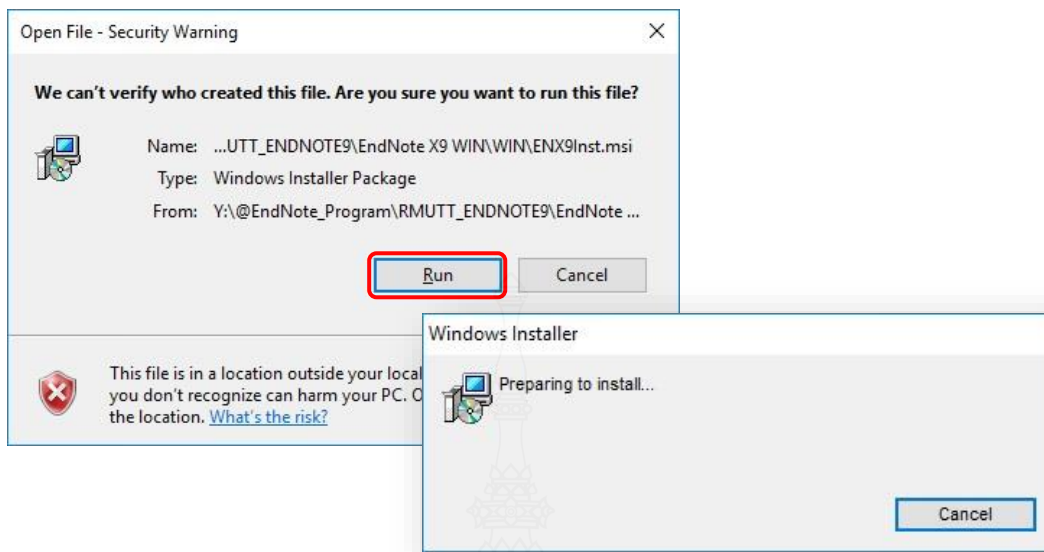 Open File - Security Warning
We can't verify who created this file. Are you sure you want to run this file?
Name: ...UTT_ENDNOTE9\EndNote X9 WIN\WIN\ENX9Inst.msi
Type: Windows Installer Package
From: Y:\@EndNote_Program\RMUTT_ENDNOTE9\EndNote ...
Run Cancel
This file is in a location outside your local
you don't recognize can harm your PC. O
the location. What's the risk?
Windows Installer
Preparing to install...
Cancel